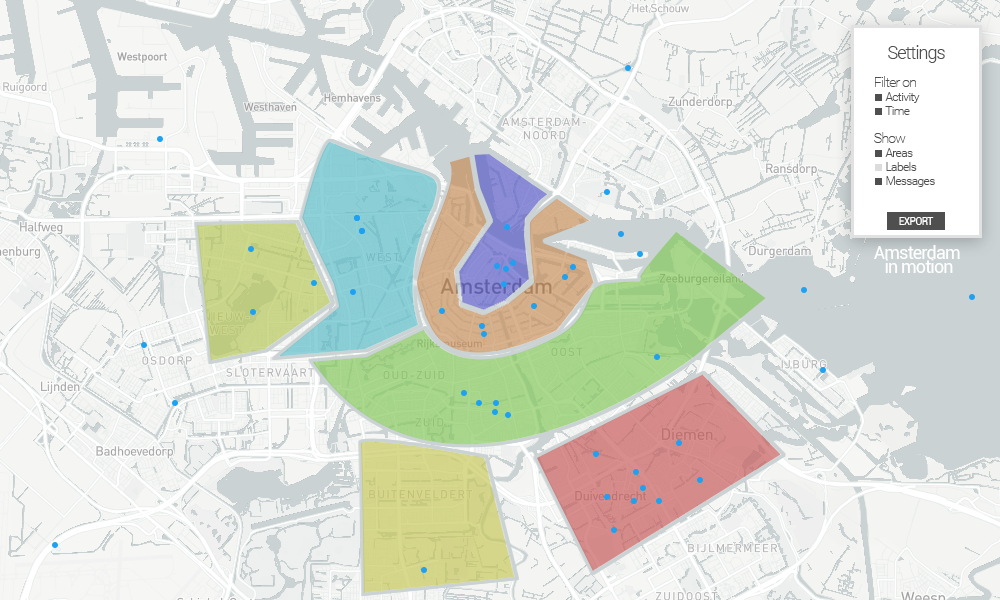 Het Schouw
Westpoort
Ruigoord
Westhaven
Hemhavens
Zunderdorp
AMSTERDAM-
NOORD
Ransdorp
Halfweg
nenburg
WEST
Durgerdam
Zeeburgereiland
Amsterdam
NIEUW
Rijksmuseum
OOST
OSDORP
SLOTERVAART
OUD-ZUID
IJBURG
Lijnden
ZUID
Badhoevedorp
Diemen
BUITENVELDERT
Duivendrecht
BIJLMERMEER
ZUIDOOST
Weesp
Settings
Filter on
Activity
Time
Show
Areas
Labels
Messages
EXPORT
Amsterdam
in motion